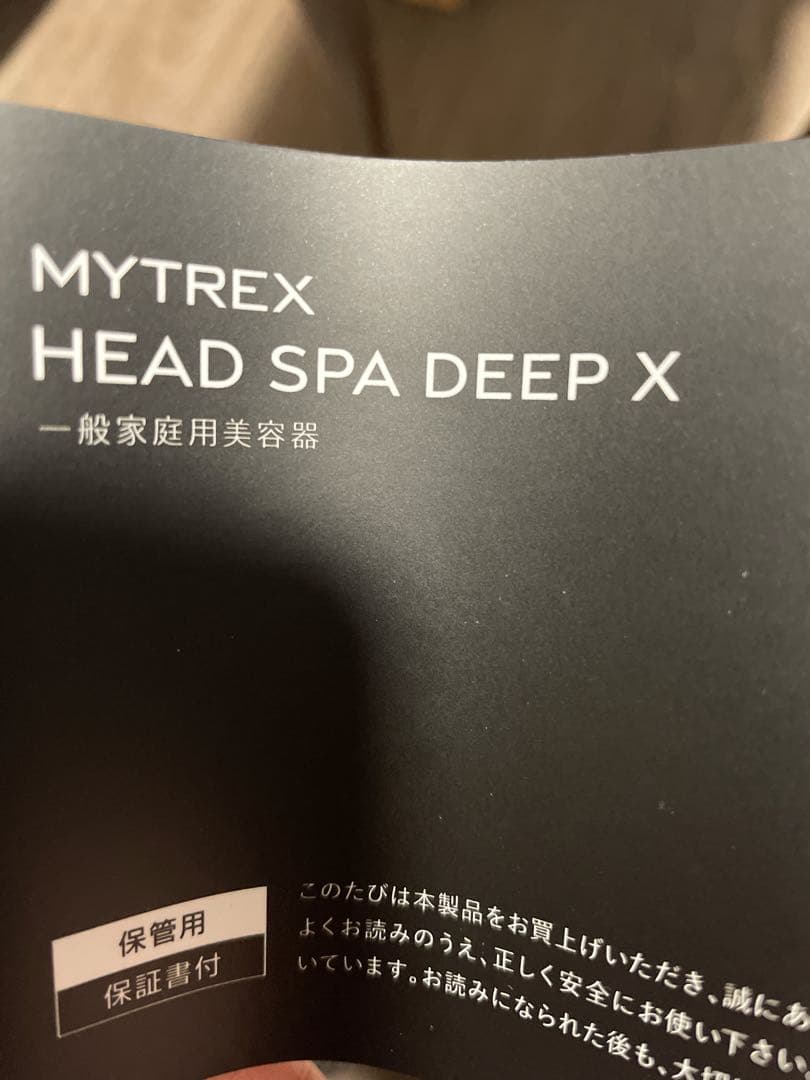 MYTREX
HEAD SPA DEEP X
一般家庭用美容器
保管用
保証書付
このたびは本製品をお買上げいただき、誠にあ
よくお読みのうえ、正しく安全にお使い下さい。
いています。お読みになられた後も、大切